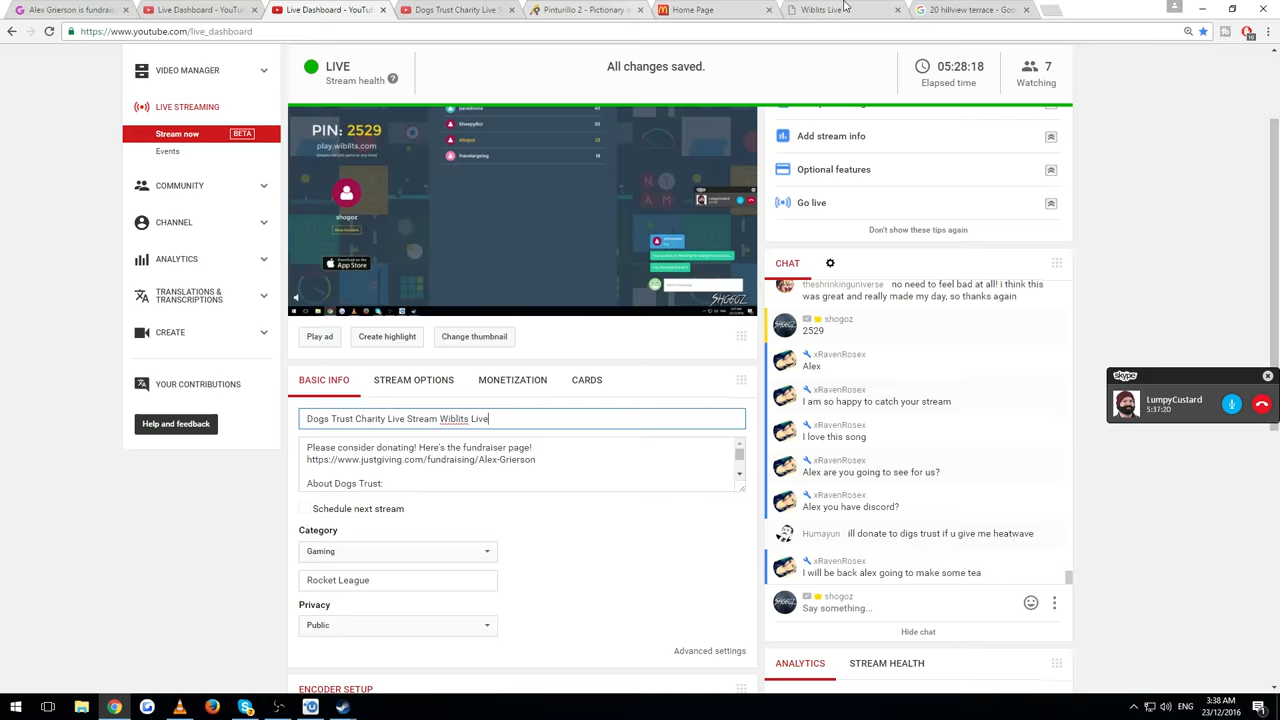 Alex Grierson is fundrais
Live Dashboard - YouTu
Live Dashboard - YouTu
Dogs Trust Charity Live S
Pinturillo 2 - Pictionary
Home Page
Wiblits Live
20 hillview terrace - Goo
https://www.youtube.com/live_dashboard
10
VIDEO MANAGER
LIVE STREAMING
Stream now BETA
Events
COMMUNITY
CHANNEL
ANALYTICS
TRANSLATIONS &
TRANSCRIPTIONS
CREATE
YOUR CONTRIBUTIONS
Help and feedback
LIVE
Stream health ?
All changes saved.
05:28:18
Elapsed time
7
Watching
PIN: 2529
play.wiblits.com
shogoz
App Store
SheepyBoi
shogoz
SHOGOZ
Play ad
Create highlight
Change thumbnail
BASIC INFO
STREAM OPTIONS
MONETIZATION
CARDS
Dogs Trust Charity Live Stream Wiblits Live
Please consider donating! Here's the fundraiser page!
https://www.justgiving.com/fundraising/Alex-Grierson
About Dogs Trust:
Schedule next stream
Category
Gaming
Rocket League
Privacy
Public
Advanced settings
ENCODER SETUP
Add stream info
Optional features
Go live
Don't show these tips again
CHAT
theshrinkinguniverse no need to feel bad at all! i think this
was great and really made my day, so thanks again
shogoz
2529
xRavenRosex
Alex
xRavenRosex
I am so happy to catch your stream
xRavenRosex
I love this song
xRavenRosex
Alex are you going to see for us?
xRavenRosex
Alex you have discord?
Humayun ill donate to digs trust if u give me heatwave
xRavenRosex
I will be back alex going to make some tea
shogoz
Say something...
Hide chat
ANALYTICS
STREAM HEALTH
skype
LumpyCustard
5:37:20
ENG
3:38 AM
23/12/2016